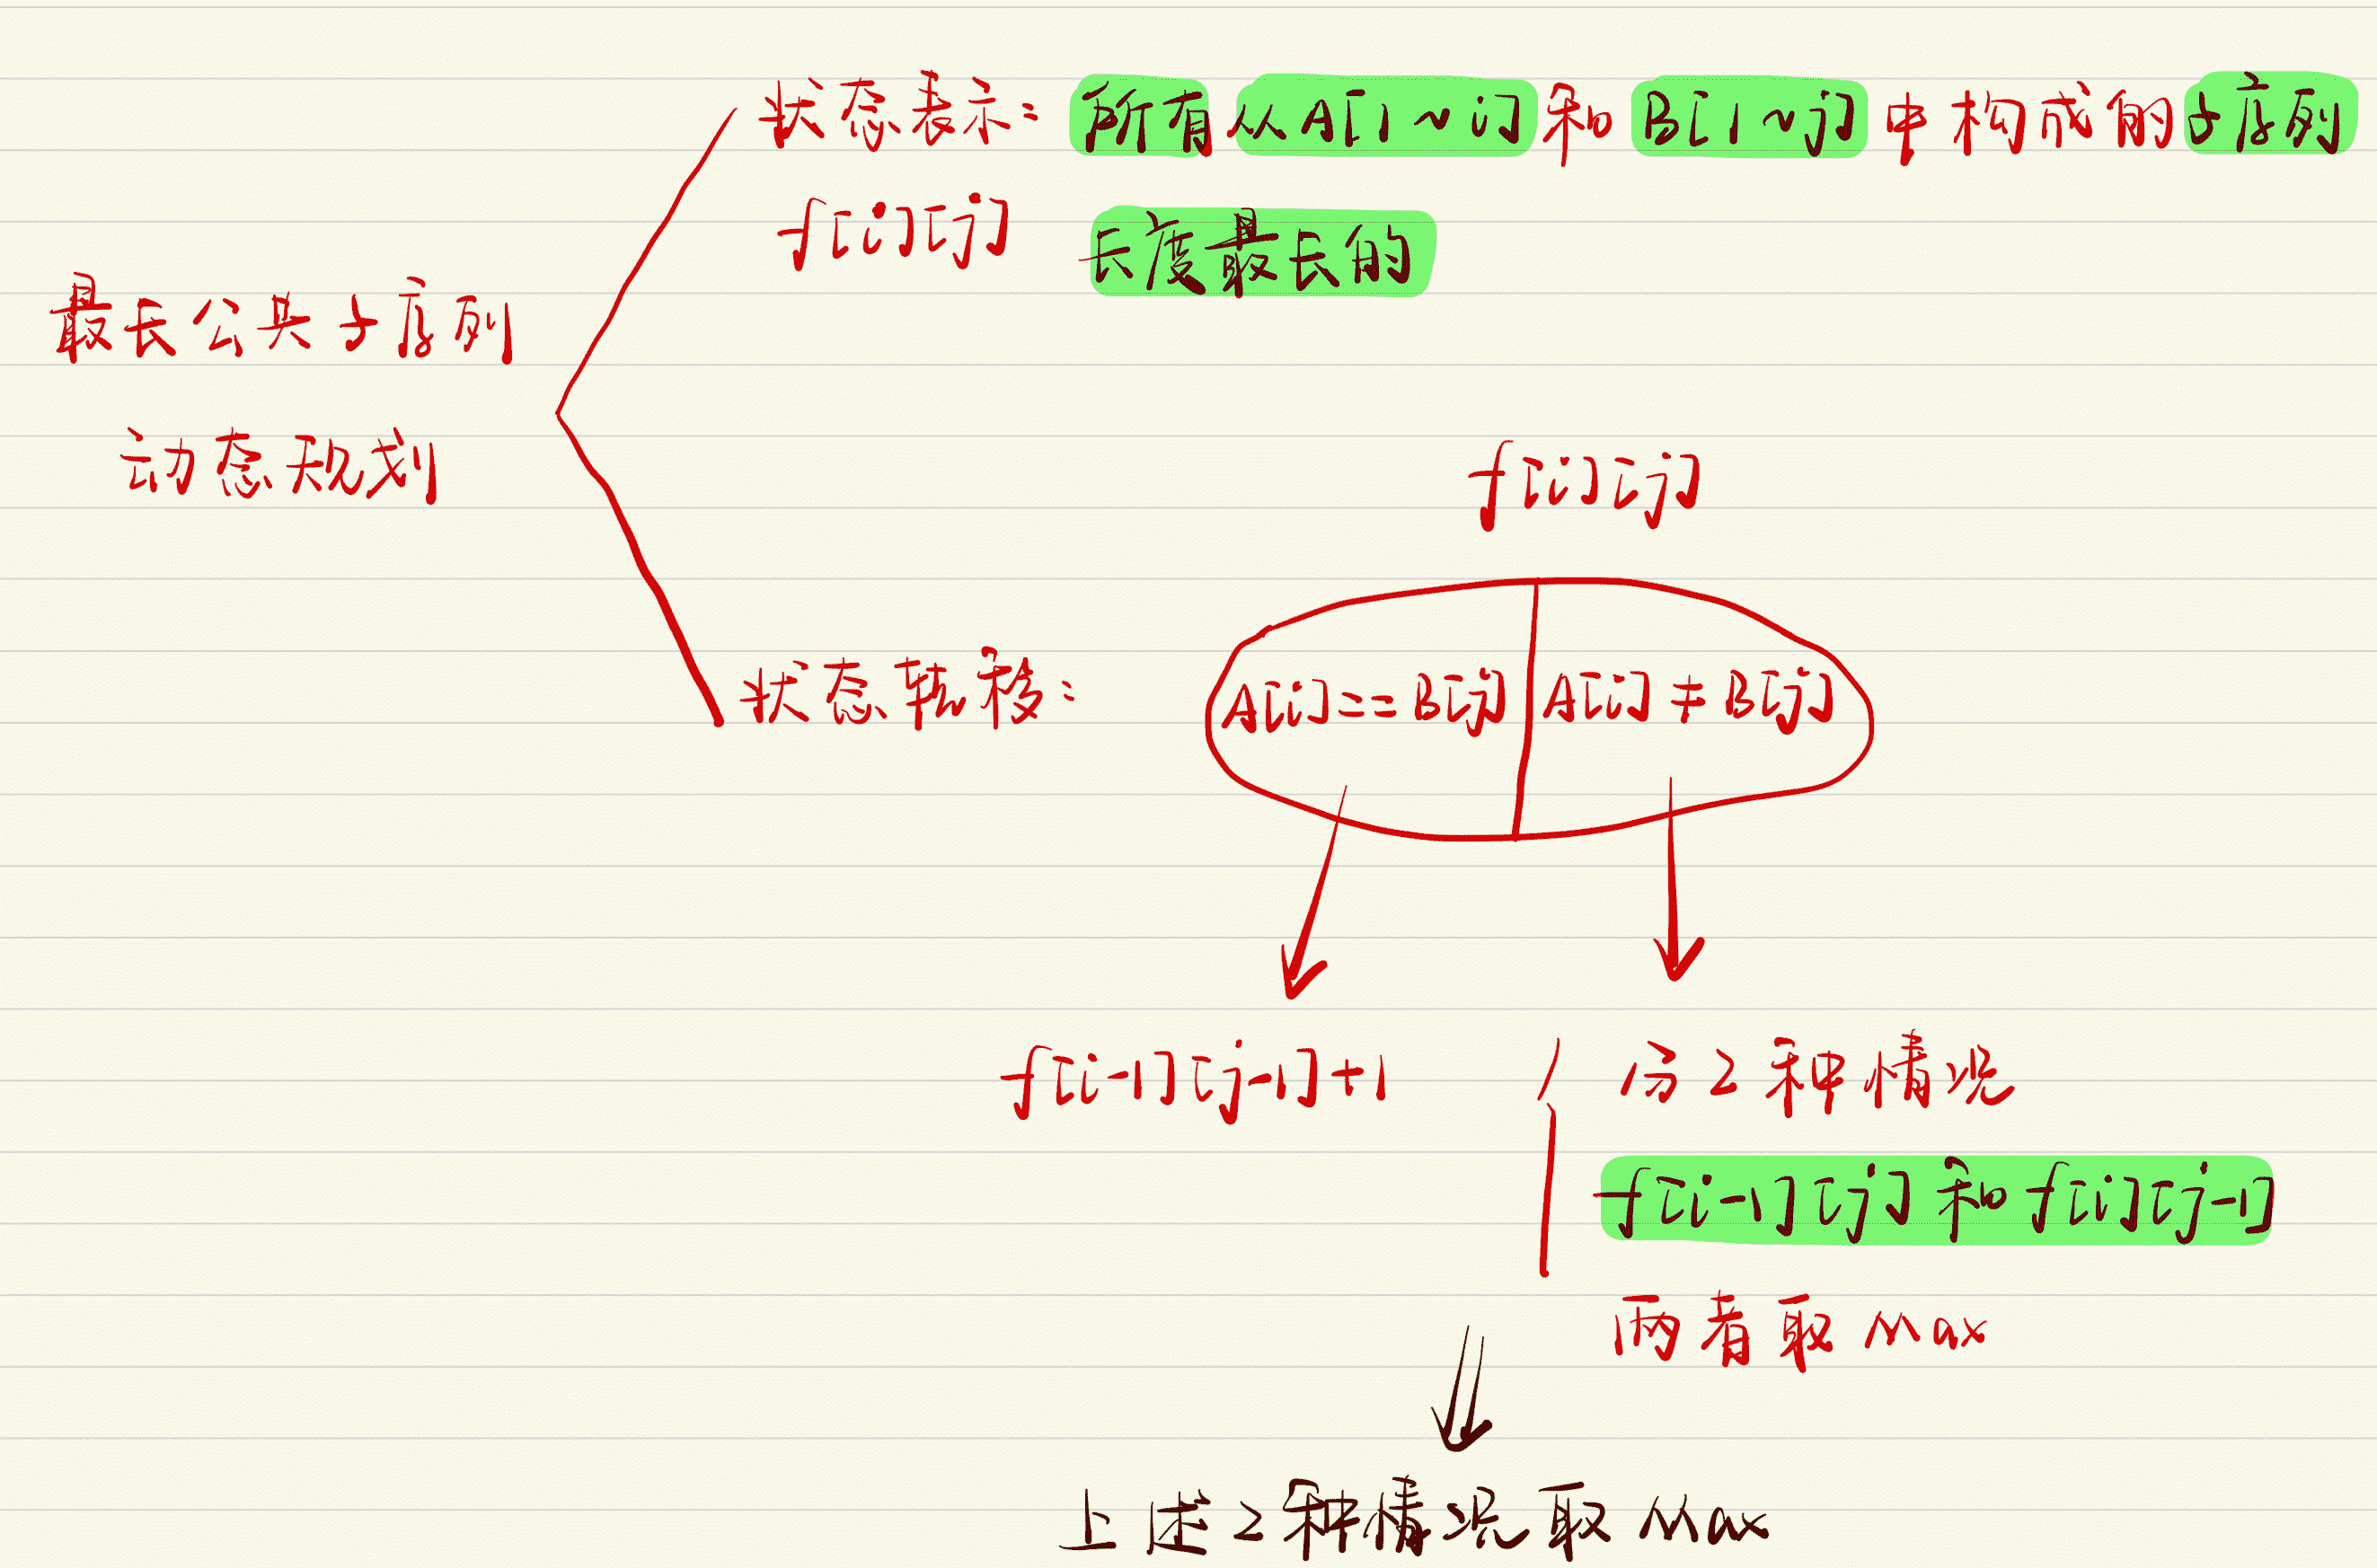 状态表示: 所有从A[1~i]和B[1~j]中构成的子序列
f[i][j] 长度最长的
最长公共子序列
动态规划
f[i][j]
状态转移: A[i]==B[j] A[i]≠B[j]
f[i-1][j-1]+1 分2种情况
f[i-1][j]和f[i][j-1]
两者取Max
上述2种情况取Max